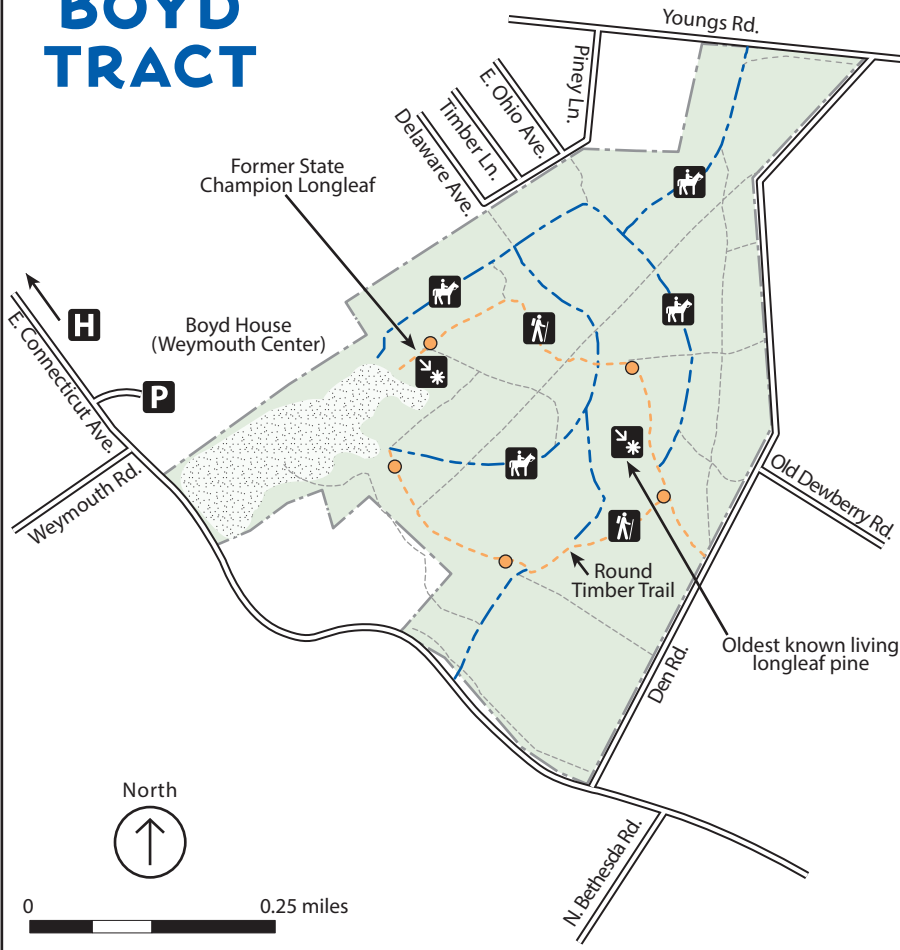 BOYD
TRACT
Youngs Rd.
Piney Ln.
E. Ohio Ave.
Timber Ln.
Delaware Ave.
Former State
Champion Longleaf
H
Boyd House
(Weymouth Center)
E. Connecticut Ave.
P
Weymouth Rd.
Old Dewberry Rd.
Round
Timber Trail
Oldest known living
longleaf pine
Den Rd.
North
N. Bethesda Rd.
0 0.25 miles